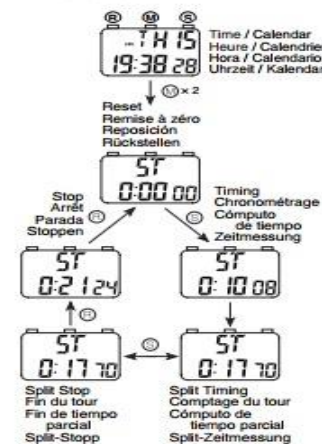 R M S
TH 15
19:38 28
Time / Calendar
Heure / Calendrier
Hora / Calendario
Uhrzeit / Kalendar
M × 2
Reset
Remise à zéro
Reposición
Rückstellen
ST
0:00 00
Stop
Arrêt
Parada
Stoppen
R
S
Timing
Chronométrage
Cómputo
de tiempo
Zeitmessung
ST
0:21 24
ST
0:10 08
R
ST
0:17 70
S
ST
0:17 70
Split Stop
Fin du tour
Fin de tiempo
parcial
Split-Stopp
Split Timing
Comptage du tour
Cómputo de
tiempo parcial
Split-Zeitmessung